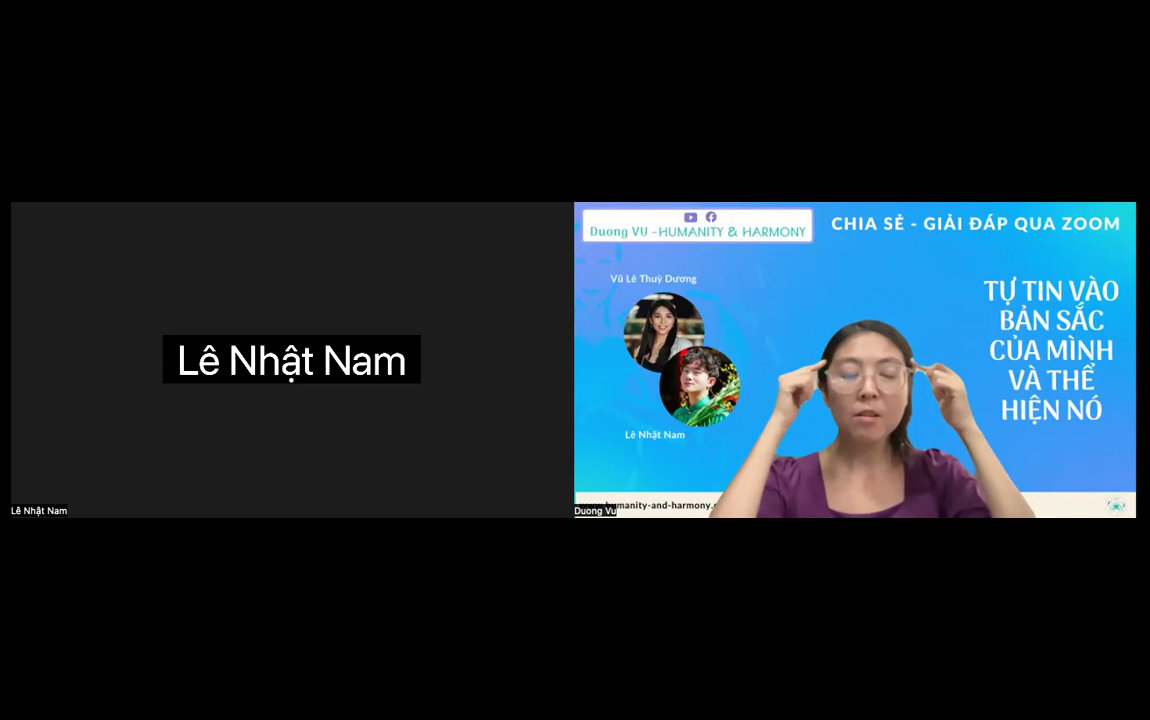 Lê Nhật Nam
Lê Nhật Nam
Duong VU - HUMANITY & HARMONY
CHIA SẺ - GIẢI ĐÁP QUA ZOOM
Vũ Lê Thuỳ Dương
Lê Nhật Nam
TỰ TIN VÀO
BẢN SẮC
CỦA MÌNH
VÀ THỂ
HIỆN NÓ
Duong Vu